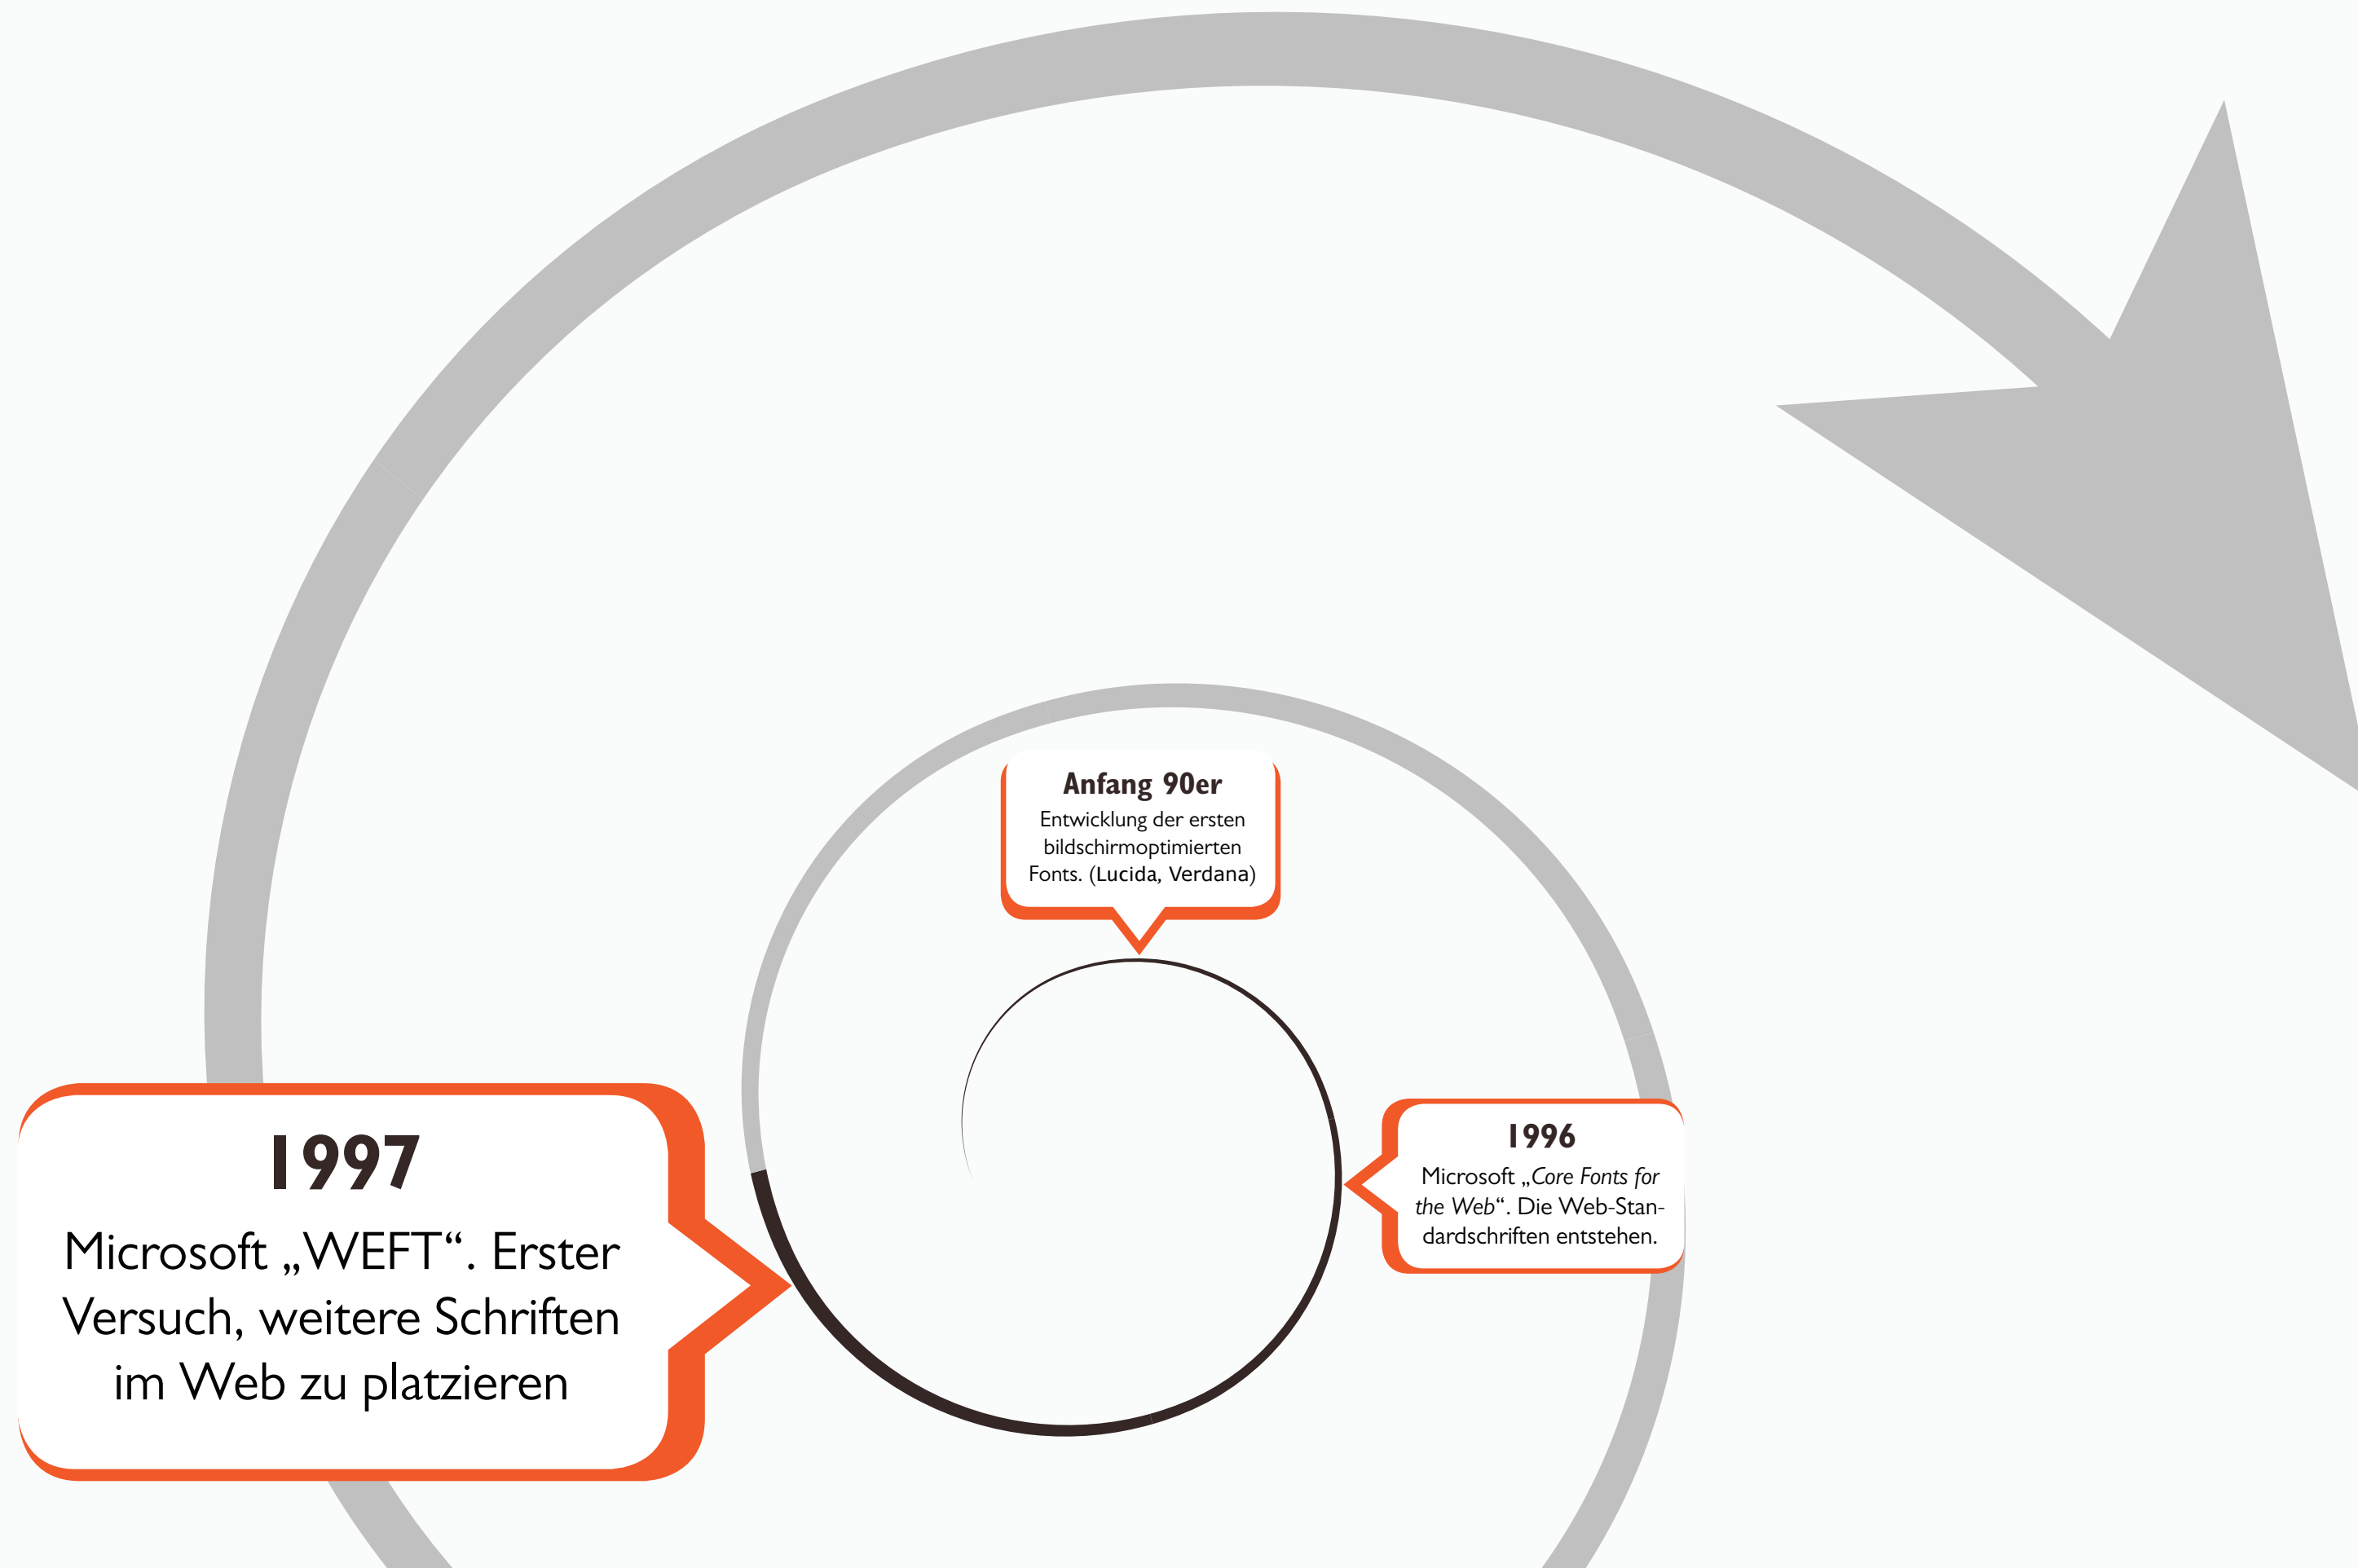 Anfang 90er
Entwicklung der ersten
bildschirmoptimierten
Fonts. (Lucida, Verdana)
1996
Microsoft „Core Fonts for
the Web“. Die Web-Stan-
dardschriften entstehen.
1997
Microsoft „WEFT“. Erster
Versuch, weitere Schriften
im Web zu platzieren